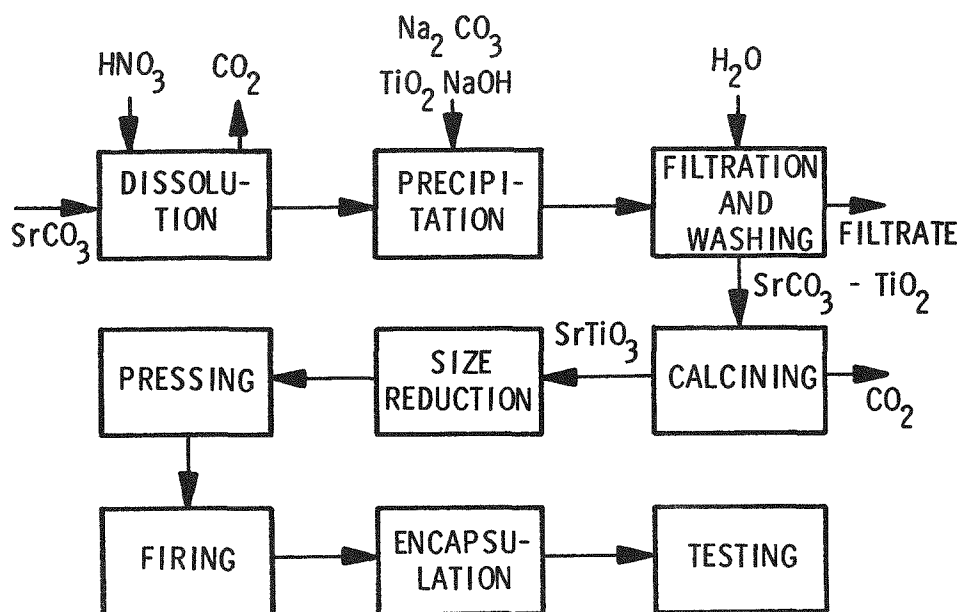 Na₂ CO₃
HNO₃ CO₂ TiO₂ NaOH H₂O
DISSOLU-
TION
PRECIPI-
TATION
FILTRATION
AND
WASHING
SrCO₃
FILTRATE
SrCO₃ - TiO₂
SrTiO₃
PRESSING
SIZE
REDUCTION
CALCINING
CO₂
FIRING
ENCAPSU-
LATION
TESTING